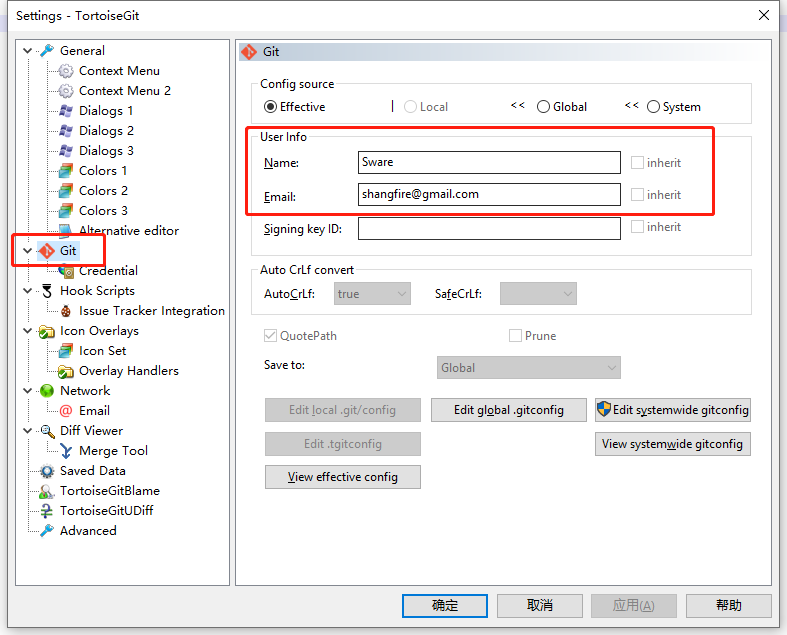 Settings - TortoiseGit
General
Context Menu
Context Menu 2
Dialogs 1
Dialogs 2
Dialogs 3
Colors 1
Colors 2
Colors 3
Alternative editor
Git
Credential
Hook Scripts
Issue Tracker Integration
Icon Overlays
Icon Set
Overlay Handlers
Network
Email
Diff Viewer
Merge Tool
Saved Data
TortoiseGitBlame
TortoiseGitUDiff
Advanced
Git
Config source
Effective | Local << Global << System
User Info
Name: Sware inherit
Email: shangfire@gmail.com inherit
Signing key ID: inherit
Auto CrLf convert
AutoCrLf: true SafeCrLf:
QuotePath Prune
Save to: Global
Edit local .git/config Edit global .gitconfig Edit systemwide gitconfig
Edit .tgitconfig View systemwide gitconfig
View effective config
确定 取消 应用(A) 帮助